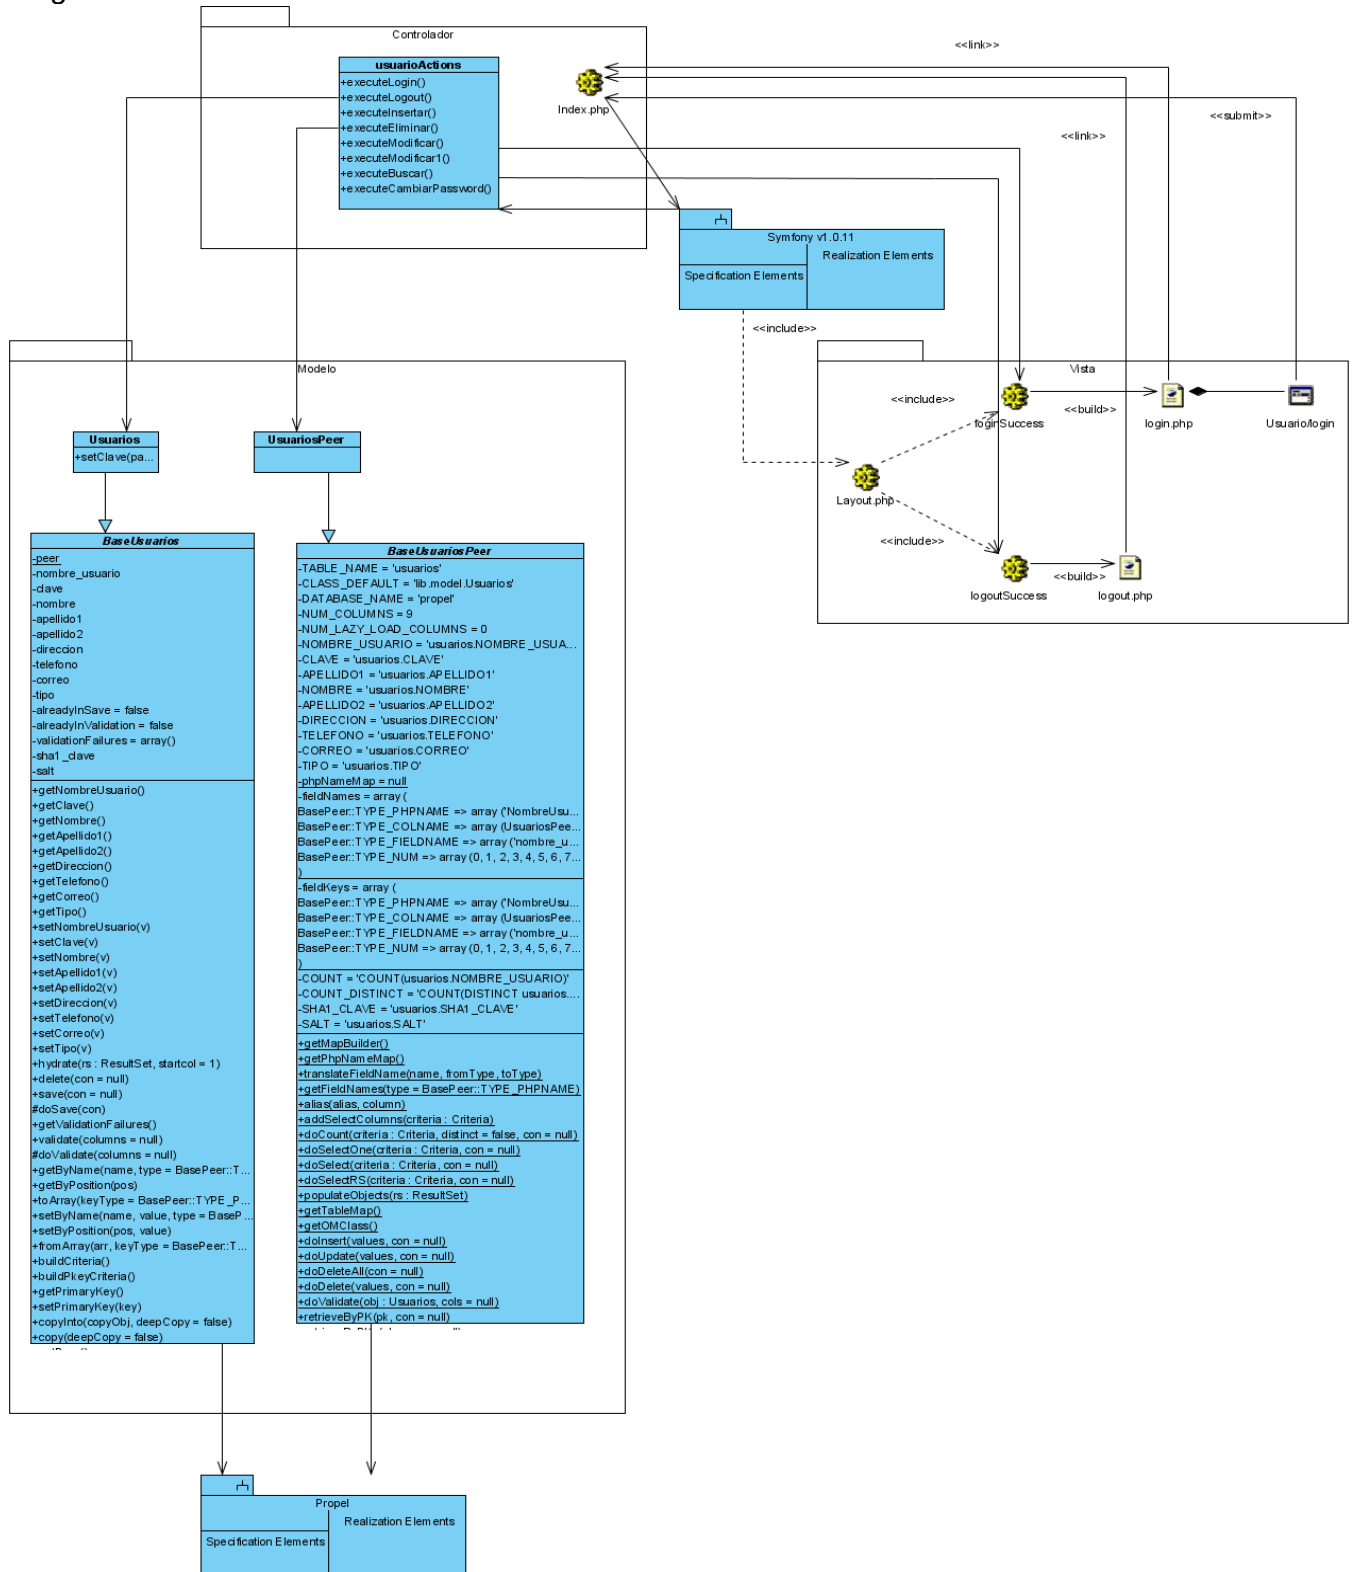 Controlador
usuarioActions
+executeLogin()
+executeLogout()
+executeInsertar()
+executeEliminar()
+executeModificar()
+executeModificar1()
+executeBuscar()
+executeCambiarPassword()
Index.php
<<link>>
<<submit>>
<<link>>
Symfony v1.0.11
Realization Elements
Specification Elements
<<include>>
Vista
<<include>>
loginSuccess
<<build>>
login.php
Usuario/login
Layout.php
<<include>>
logoutSuccess
<<build>>
logout.php
Modelo
Usuarios
+setClave(pa...
UsuariosPeer
BaseUsuarios
-peer
-nombre_usuario
-clave
-nombre
-apellido1
-apellido2
-direccion
-telefono
-correo
-tipo
-alreadyInSave = false
-alreadyInValidation = false
-validationFailures = array()
-sha1_clave
-salt
+getNombreUsuario()
+getClave()
+getNombre()
+getApellido1()
+getApellido2()
+getDireccion()
+getTelefono()
+getCorreo()
+getTipo()
+setNombreUsuario(v)
+setClave(v)
+setNombre(v)
+setApellido1(v)
+setApellido2(v)
+setDireccion(v)
+setTelefono(v)
+setCorreo(v)
+setTipo(v)
+hydrate(rs : ResultSet, startcol = 1)
+delete(con = null)
+save(con = null)
#doSave(con)
+getValidationFailures()
+validate(columns = null)
#doValidate(columns = null)
+getByName(name, type = BasePeer::T...
+getByPosition(pos)
+toArray(keyType = BasePeer::TYPE_P...
+setByName(name, value, type = BaseP...
+setByPosition(pos, value)
+fromArray(arr, keyType = BasePeer::T...
+buildCriteria()
+buildPkeyCriteria()
+getPrimaryKey()
+setPrimaryKey(key)
+copyInto(copyObj, deepCopy = false)
+copy(deepCopy = false)
BaseUsuariosPeer
-TABLE_NAME = 'usuarios'
-CLASS_DEFAULT = 'lib.model.Usuarios'
-DATABASE_NAME = 'propel'
-NUM_COLUMNS = 9
-NUM_LAZY_LOAD_COLUMNS = 0
-NOMBRE_USUARIO = 'usuarios.NOMBRE_USUA...
-CLAVE = 'usuarios.CLAVE'
-APELLIDO1 = 'usuarios.APELLIDO1'
-NOMBRE = 'usuarios.NOMBRE'
-APELLIDO2 = 'usuarios.APELLIDO2'
-DIRECCION = 'usuarios.DIRECCION'
-TELEFONO = 'usuarios.TELEFONO'
-CORREO = 'usuarios.CORREO'
-TIPO = 'usuarios.TIPO'
-phpNameMap = null
-fieldNames = array (
BasePeer::TYPE_PHPNAME => array ('NombreUsu...
BasePeer::TYPE_COLNAME => array (UsuariosPee...
BasePeer::TYPE_FIELDNAME => array ('nombre_u...
BasePeer::TYPE_NUM => array (0, 1, 2, 3, 4, 5, 6, 7...
)
-fieldKeys = array (
BasePeer::TYPE_PHPNAME => array ('NombreUsu...
BasePeer::TYPE_COLNAME => array (UsuariosPee...
BasePeer::TYPE_FIELDNAME => array ('nombre_u...
BasePeer::TYPE_NUM => array (0, 1, 2, 3, 4, 5, 6, 7...
)
-COUNT = 'COUNT(usuarios.NOMBRE_USUARIO)'
-COUNT_DISTINCT = 'COUNT(DISTINCT usuarios....
-SHA1_CLAVE = 'usuarios.SHA1_CLAVE'
-SALT = 'usuarios.SALT'
+getMapBuilder()
+getPhpNameMap()
+translateFieldName(name, fromType, toType)
+getFieldNames(type = BasePeer::TYPE_PHPNAME)
+alias(alias, column)
+addSelectColumns(criteria : Criteria)
+doCount(criteria : Criteria, distinct = false, con = null)
+doSelectOne(criteria : Criteria, con = null)
+doSelect(criteria : Criteria, con = null)
+doSelectRS(criteria : Criteria, con = null)
+populateObjects(rs : ResultSet)
+getTableMap()
+getOMClass()
+doInsert(values, con = null)
+doUpdate(values, con = null)
+doDeleteAll(con = null)
+doDelete(values, con = null)
+doValidate(obj : Usuarios, cols = null)
+retrieveByPK(pk, con = null)
Propel
Realization Elements
Specification Elements